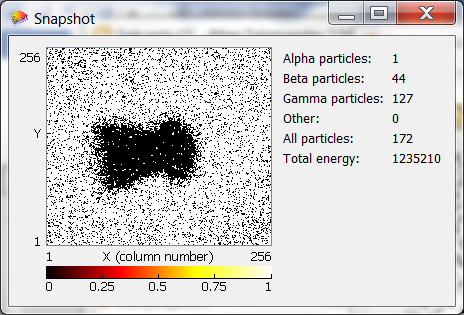 Snapshot
256
Y
1
1 X (column number) 256
0 0.25 0.5 0.75 1
Alpha particles: 1
Beta particles: 44
Gamma particles: 127
Other: 0
All particles: 172
Total energy: 1235210